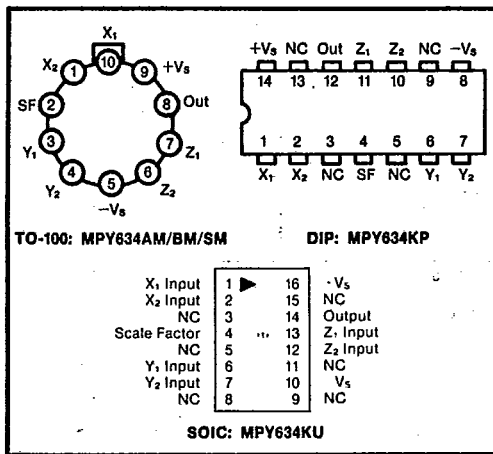 X₁
X₂ 10 +Vs
1 9
SF 2 8 Out
Y₁ 3 7 Z₁
Y₂ 4 5 6 Z₂
−Vs
TO-100: MPY634AM/BM/SM
+Vs NC Out Z₁ Z₂ NC −Vs
14 13 12 11 10 9 8
1 2 3 4 5 6 7
X₁ X₂ NC SF NC Y₁ Y₂
DIP: MPY634KP
X₁ Input 1 16 -Vs
X₂ Input 2 15 NC
NC 3 14 Output
Scale Factor 4 13 Z₁ Input
NC 5 12 Z₂ Input
Y₁ Input 6 11 NC
Y₂ Input 7 10 Vs
NC 8 9 NC
SOIC: MPY634KU